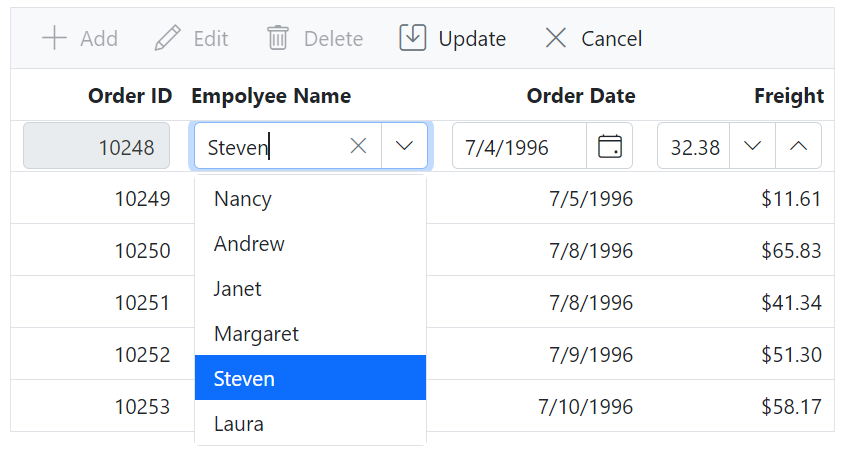 Add Edit Delete Update Cancel
Order ID Empolyee Name Order Date Freight
10248 Steven 7/4/1996 32.38
10249 Nancy 7/5/1996 $11.61
Andrew
10250 7/8/1996 $65.83
Janet
10251 7/8/1996 $41.34
Margaret
10252 7/9/1996 $51.30
Steven
10253 7/10/1996 $58.17
Laura